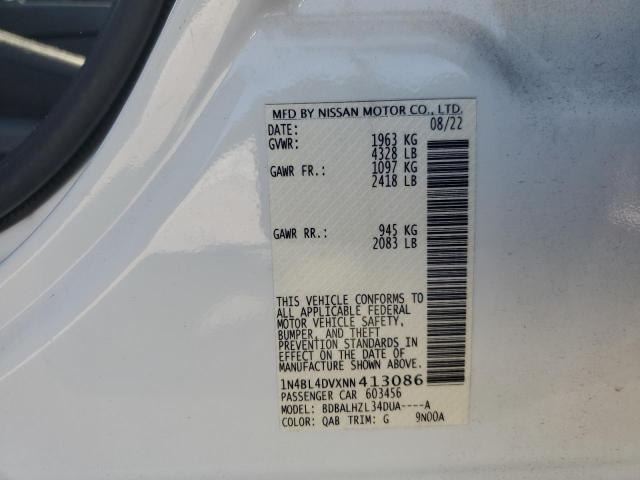 MFD BY NISSAN MOTOR CO., LTD.
DATE: 08/22
GVWR: 1963 KG
4328 LB
GAWR FR.: 1097 KG
2418 LB
GAWR RR.: 945 KG
2083 LB
THIS VEHICLE CONFORMS TO
ALL APPLICABLE FEDERAL
MOTOR VEHICLE SAFETY,
BUMPER, AND THEFT
PREVENTION STANDARDS IN
EFFECT ON THE DATE OF
MANUFACTURE SHOWN ABOVE.
1N4BL4DVXNN413086
PASSENGER CAR 603456
MODEL: BDBALHZL34DUA----A
COLOR: QAB TRIM: G 9N00A